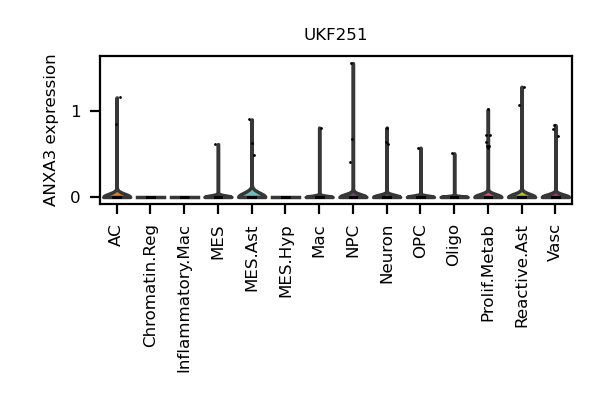 UKF251
ANXA3 expression
1
0
AC
Chromatin.Reg
Inflammatory.Mac
MES
MES.Ast
MES.Hyp
Mac
NPC
Neuron
OPC
Oligo
Prolif.Metab
Reactive.Ast
Vasc